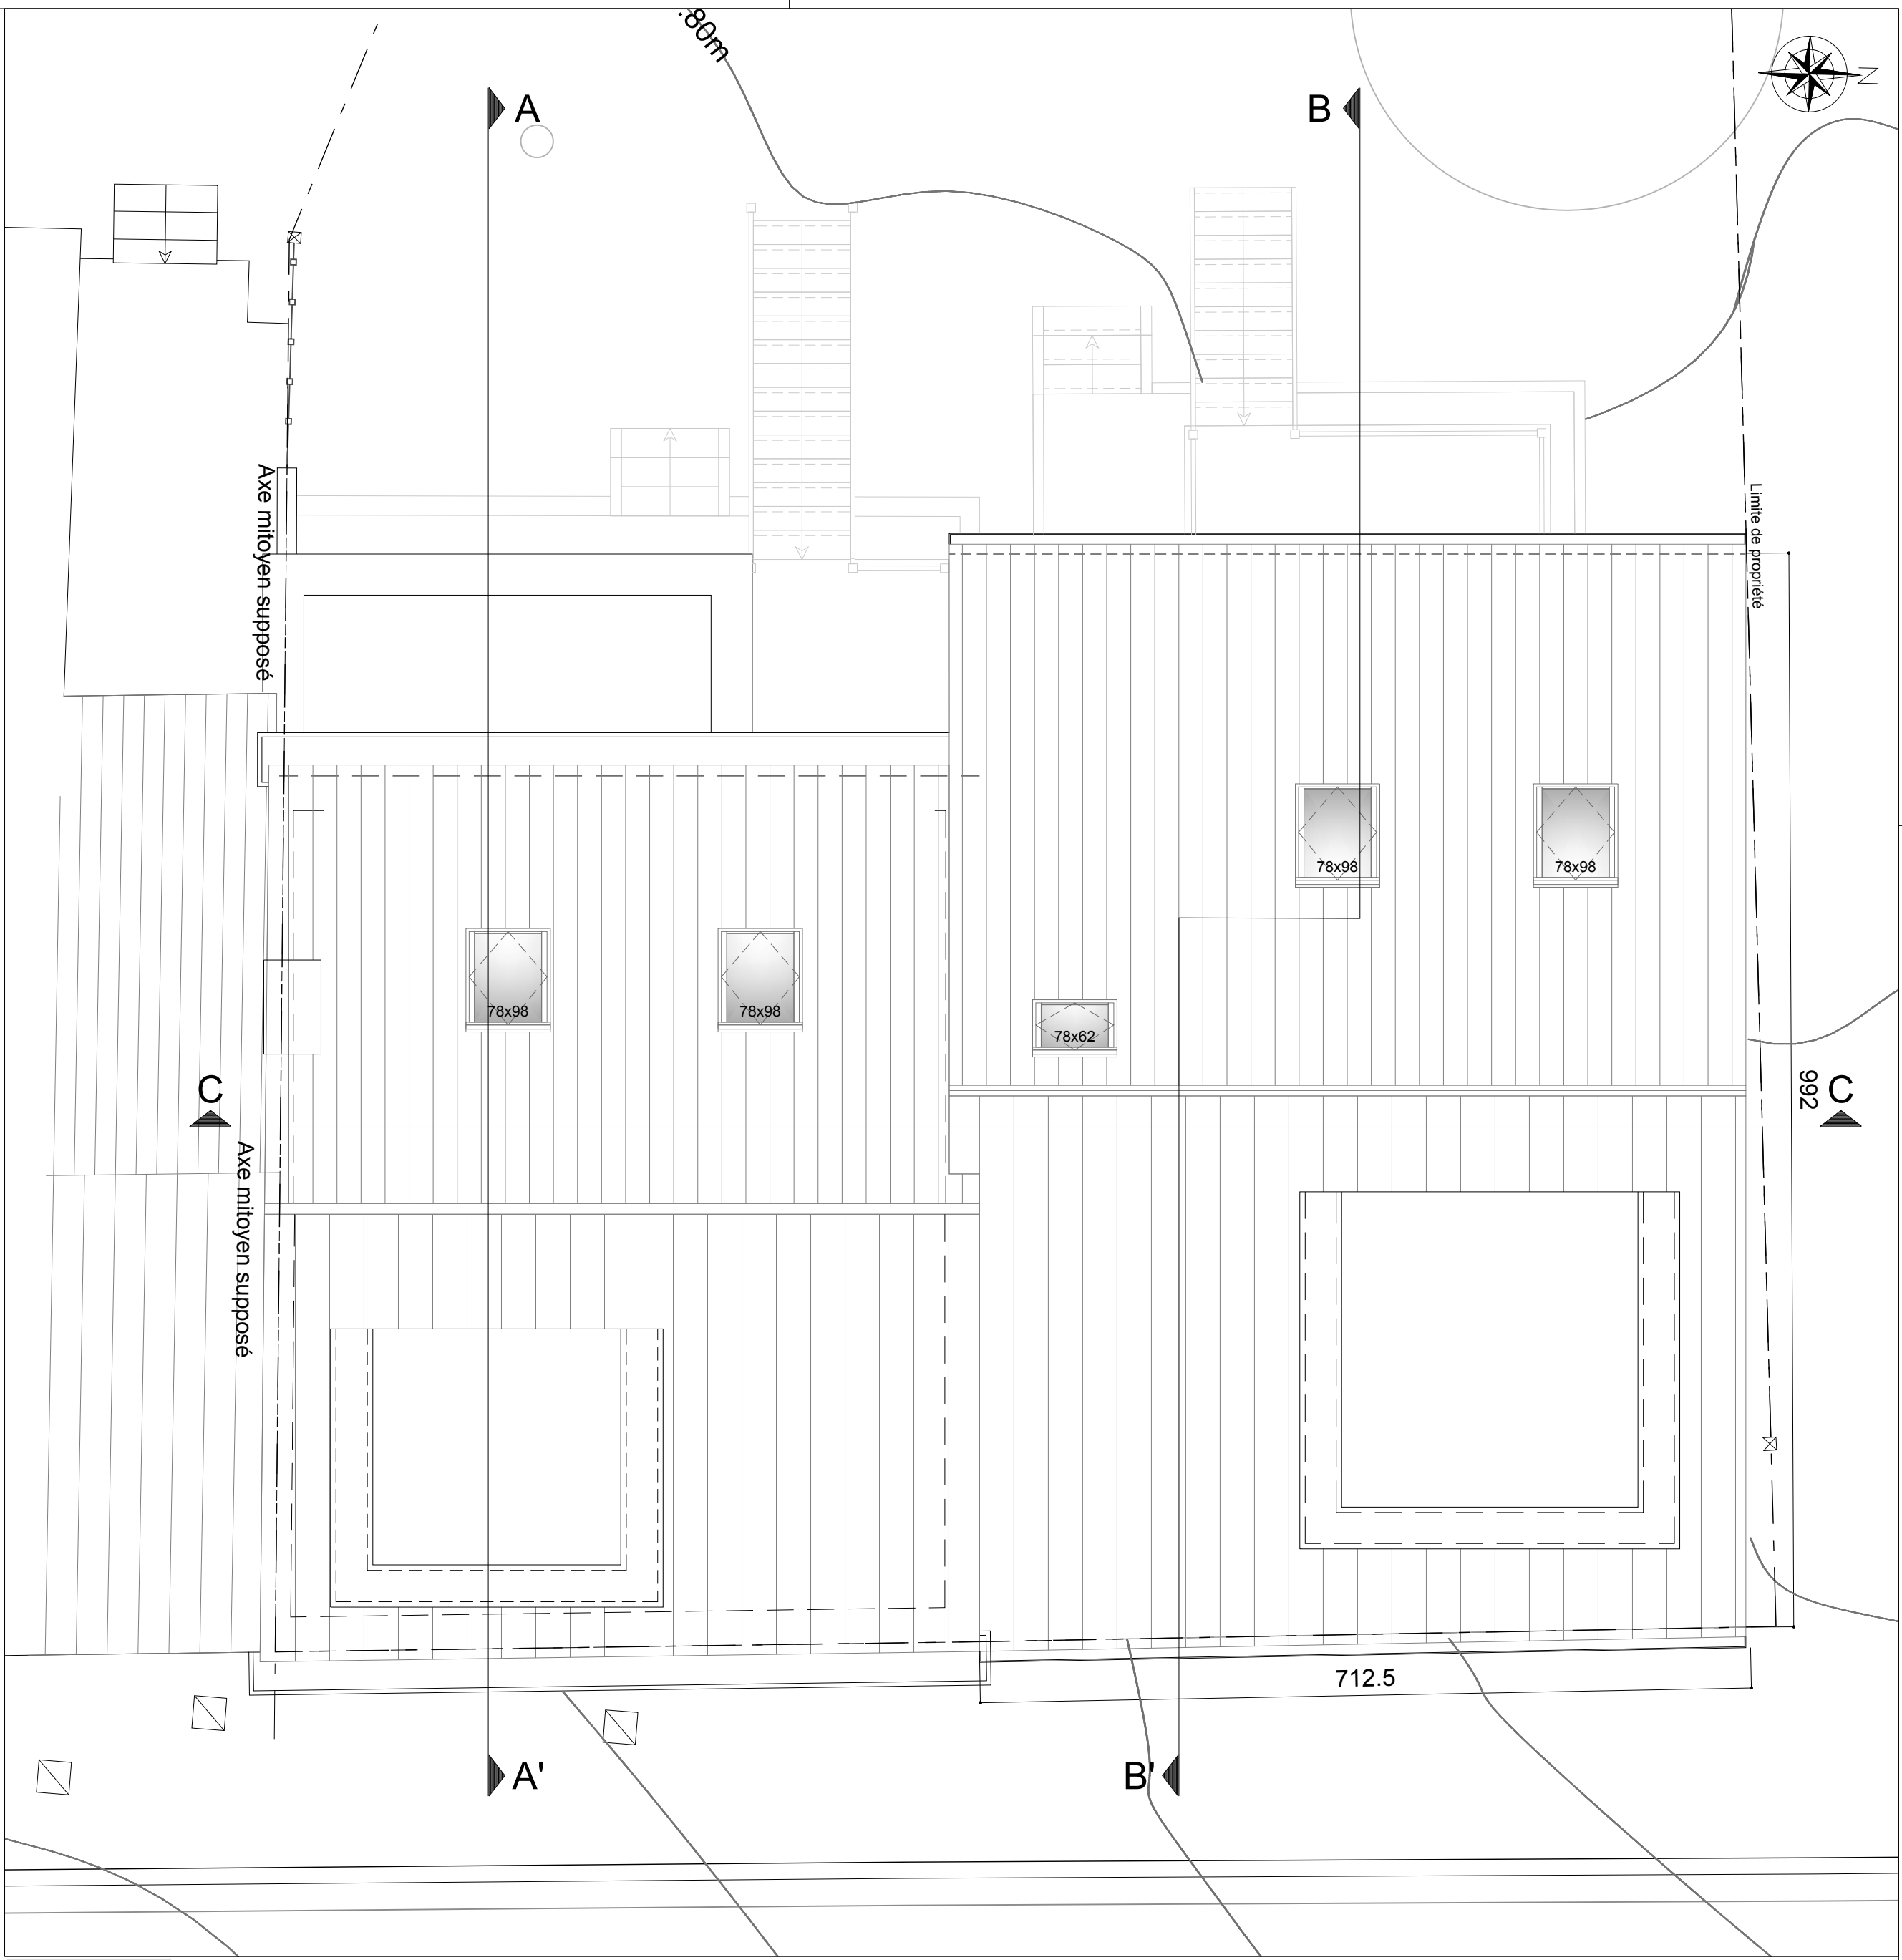 .80m
A
B
N
Axe mitoyen supposé
Limite de propriété
78x98
78x98
78x98
78x98
78x62
C
992
C
Axe mitoyen supposé
712.5
A'
B'